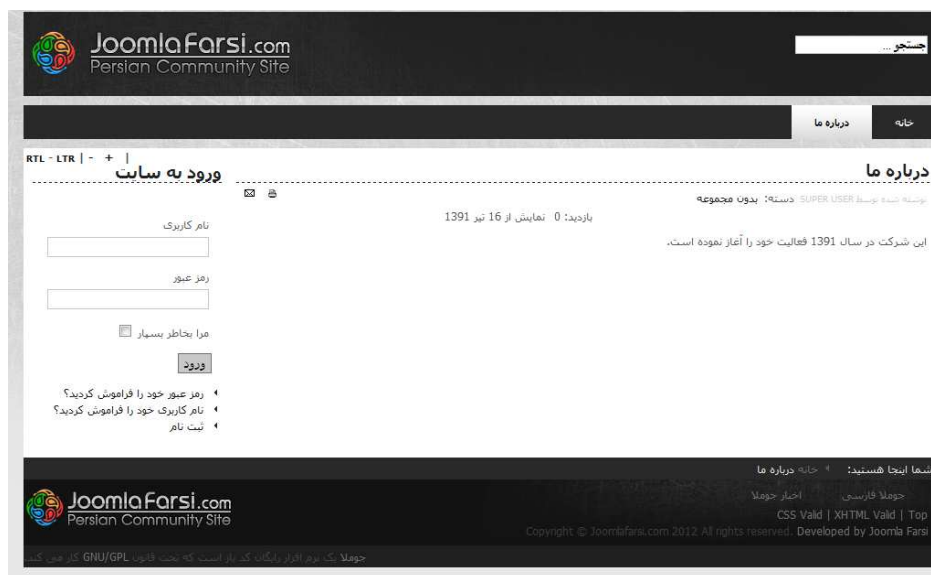 JoomlaFarsi.com
Persian Community Site
جستجو ...
خانه
درباره ما
درباره ما
نوشته شده توسط SUPER USER دسته: بدون مجموعه
بازدید: 0 نمایش از 16 تیر 1391
این شرکت در سال 1391 فعالیت خود را آغاز نموده است.
RTL - LTR | - + |
ورود به سایت
نام کاربری
رمز عبور
مرا بخاطر بسپار
ورود
رمز عبور خود را فراموش کردید؟
نام کاربری خود را فراموش کردید؟
ثبت نام
شما اینجا هستید: خانه درباره ما
جوملا فارسی اخبار جوملا
CSS Valid | XHTML Valid | Top
Copyright © Joomlafarsi.com 2012 All rights reserved. Developed by Joomla Farsi
JoomlaFarsi.com
Persian Community Site
جوملا یک نرم افزار رایگان کد باز است که تحت قانون GNU/GPL کار می کند.